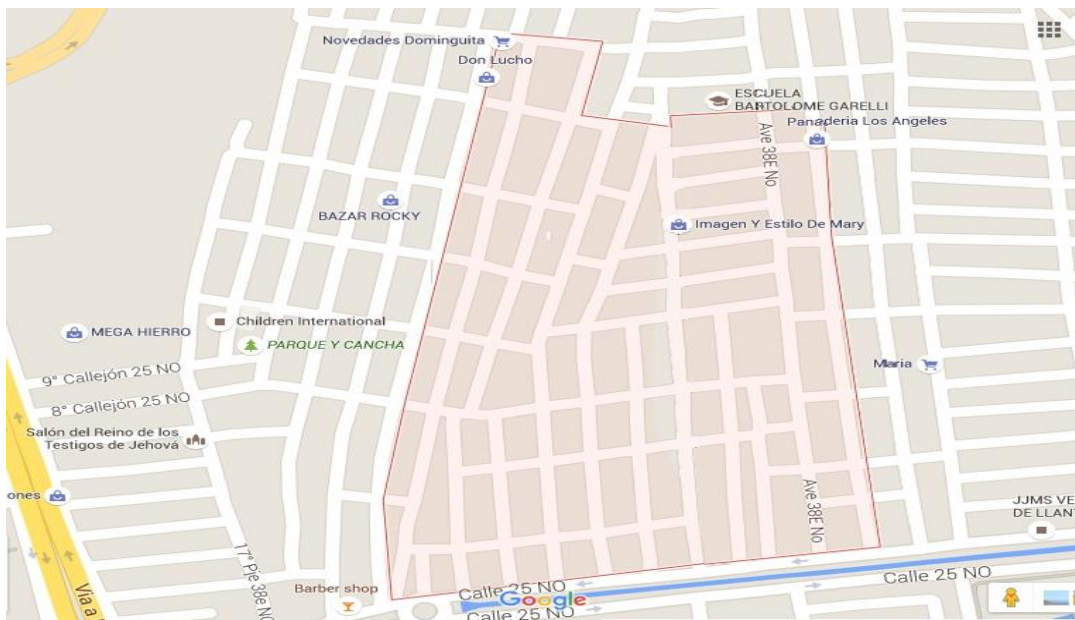 Novedades Dominguita
Don Lucho
ESCUELA
BARTOLOME GARELLI
Panaderia Los Angeles
Ave 38E No
BAZAR ROCKY
Imagen Y Estilo De Mary
Children International
MEGA HIERRO
PARQUE Y CANCHA
Maria
9° Callejón 25 NO
8° Callejón 25 NO
Salón del Reino de los
Testigos de Jehová
ones
Ave 38E No
JJMS VE
DE LLANT
17° Pje 38e NO
Via a
Barber shop
Calle 25 NO
Google
Calle 25 NO
Calle 25 NO